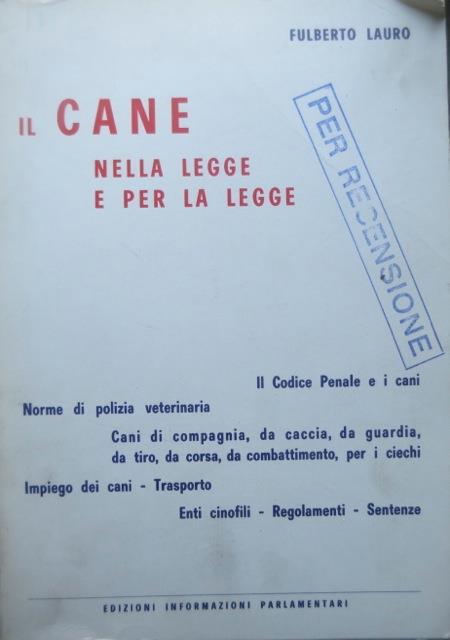 FULBERTO LAURO
IL CANE
NELLA LEGGE
E PER LA LEGGE
PER RECENSIONE
Il Codice Penale e i cani
Norme di polizia veterinaria
Cani di compagnia, da caccia, da guardia,
da tiro, da corsa, da combattimento, per i ciechi
Impiego dei cani - Trasporto
Enti cinofili - Regolamenti - Sentenze
EDIZIONI INFORMAZIONI PARLAMENTARI